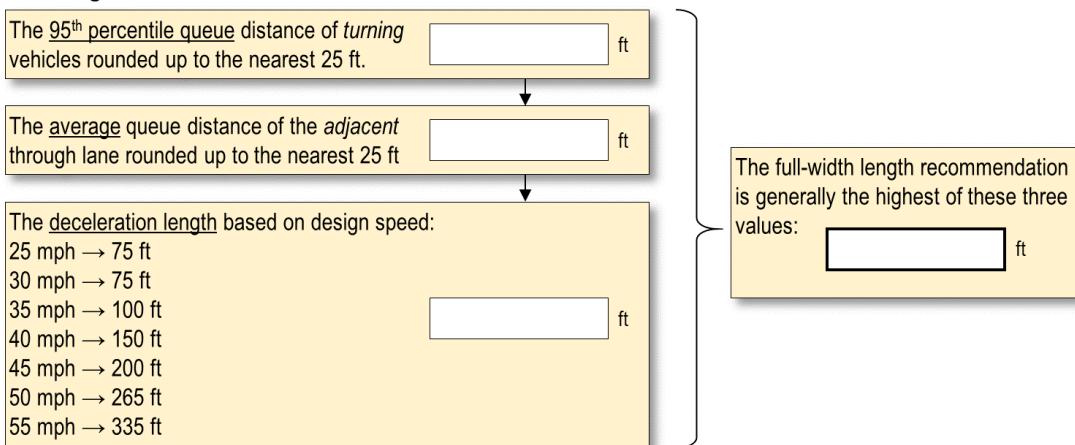 The 95th percentile queue distance of turning
vehicles rounded up to the nearest 25 ft.
ft
The average queue distance of the adjacent
through lane rounded up to the nearest 25 ft
ft
The deceleration length based on design speed:
25 mph → 75 ft
30 mph → 75 ft
35 mph → 100 ft
40 mph → 150 ft
45 mph → 200 ft
50 mph → 265 ft
55 mph → 335 ft
ft
The full-width length recommendation
is generally the highest of these three
values:
ft